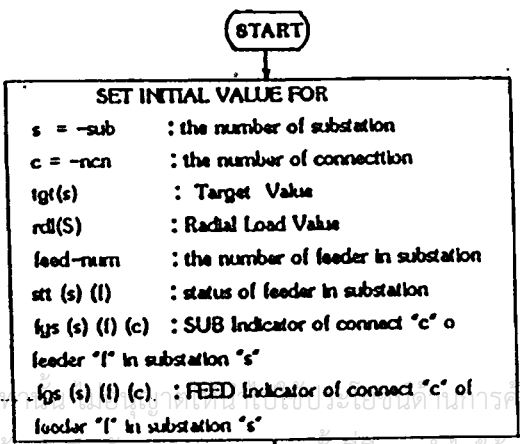 START
SET INITIAL VALUE FOR
s = -sub : the number of substation
c = -ncn : the number of connecttion
tgt(s) : Target Value
rdl(S) : Radial Load Value
feed-num : the number of feeder in substation
stt (s) (f) : status of feeder in substation
fys (s) (f) (c) : SUB Indicator of connect "c" o
feeder "f" in substation "s"
fgs (s) (f) (c) : FEED Indicator of connect "c" of
feeder "f" in substation "s"